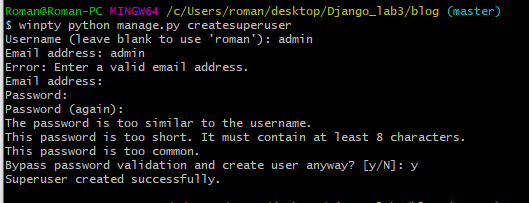 Roman@Roman-PC MINGW64 /c/Users/roman/desktop/Django_lab3/blog (master)
$ winpty python manage.py createsuperuser
Username (leave blank to use 'roman'): admin
Email address: admin
Error: Enter a valid email address.
Email address:
Password:
Password (again):
The password is too similar to the username.
This password is too short. It must contain at least 8 characters.
This password is too common.
Bypass password validation and create user anyway? [y/N]: y
Superuser created successfully.